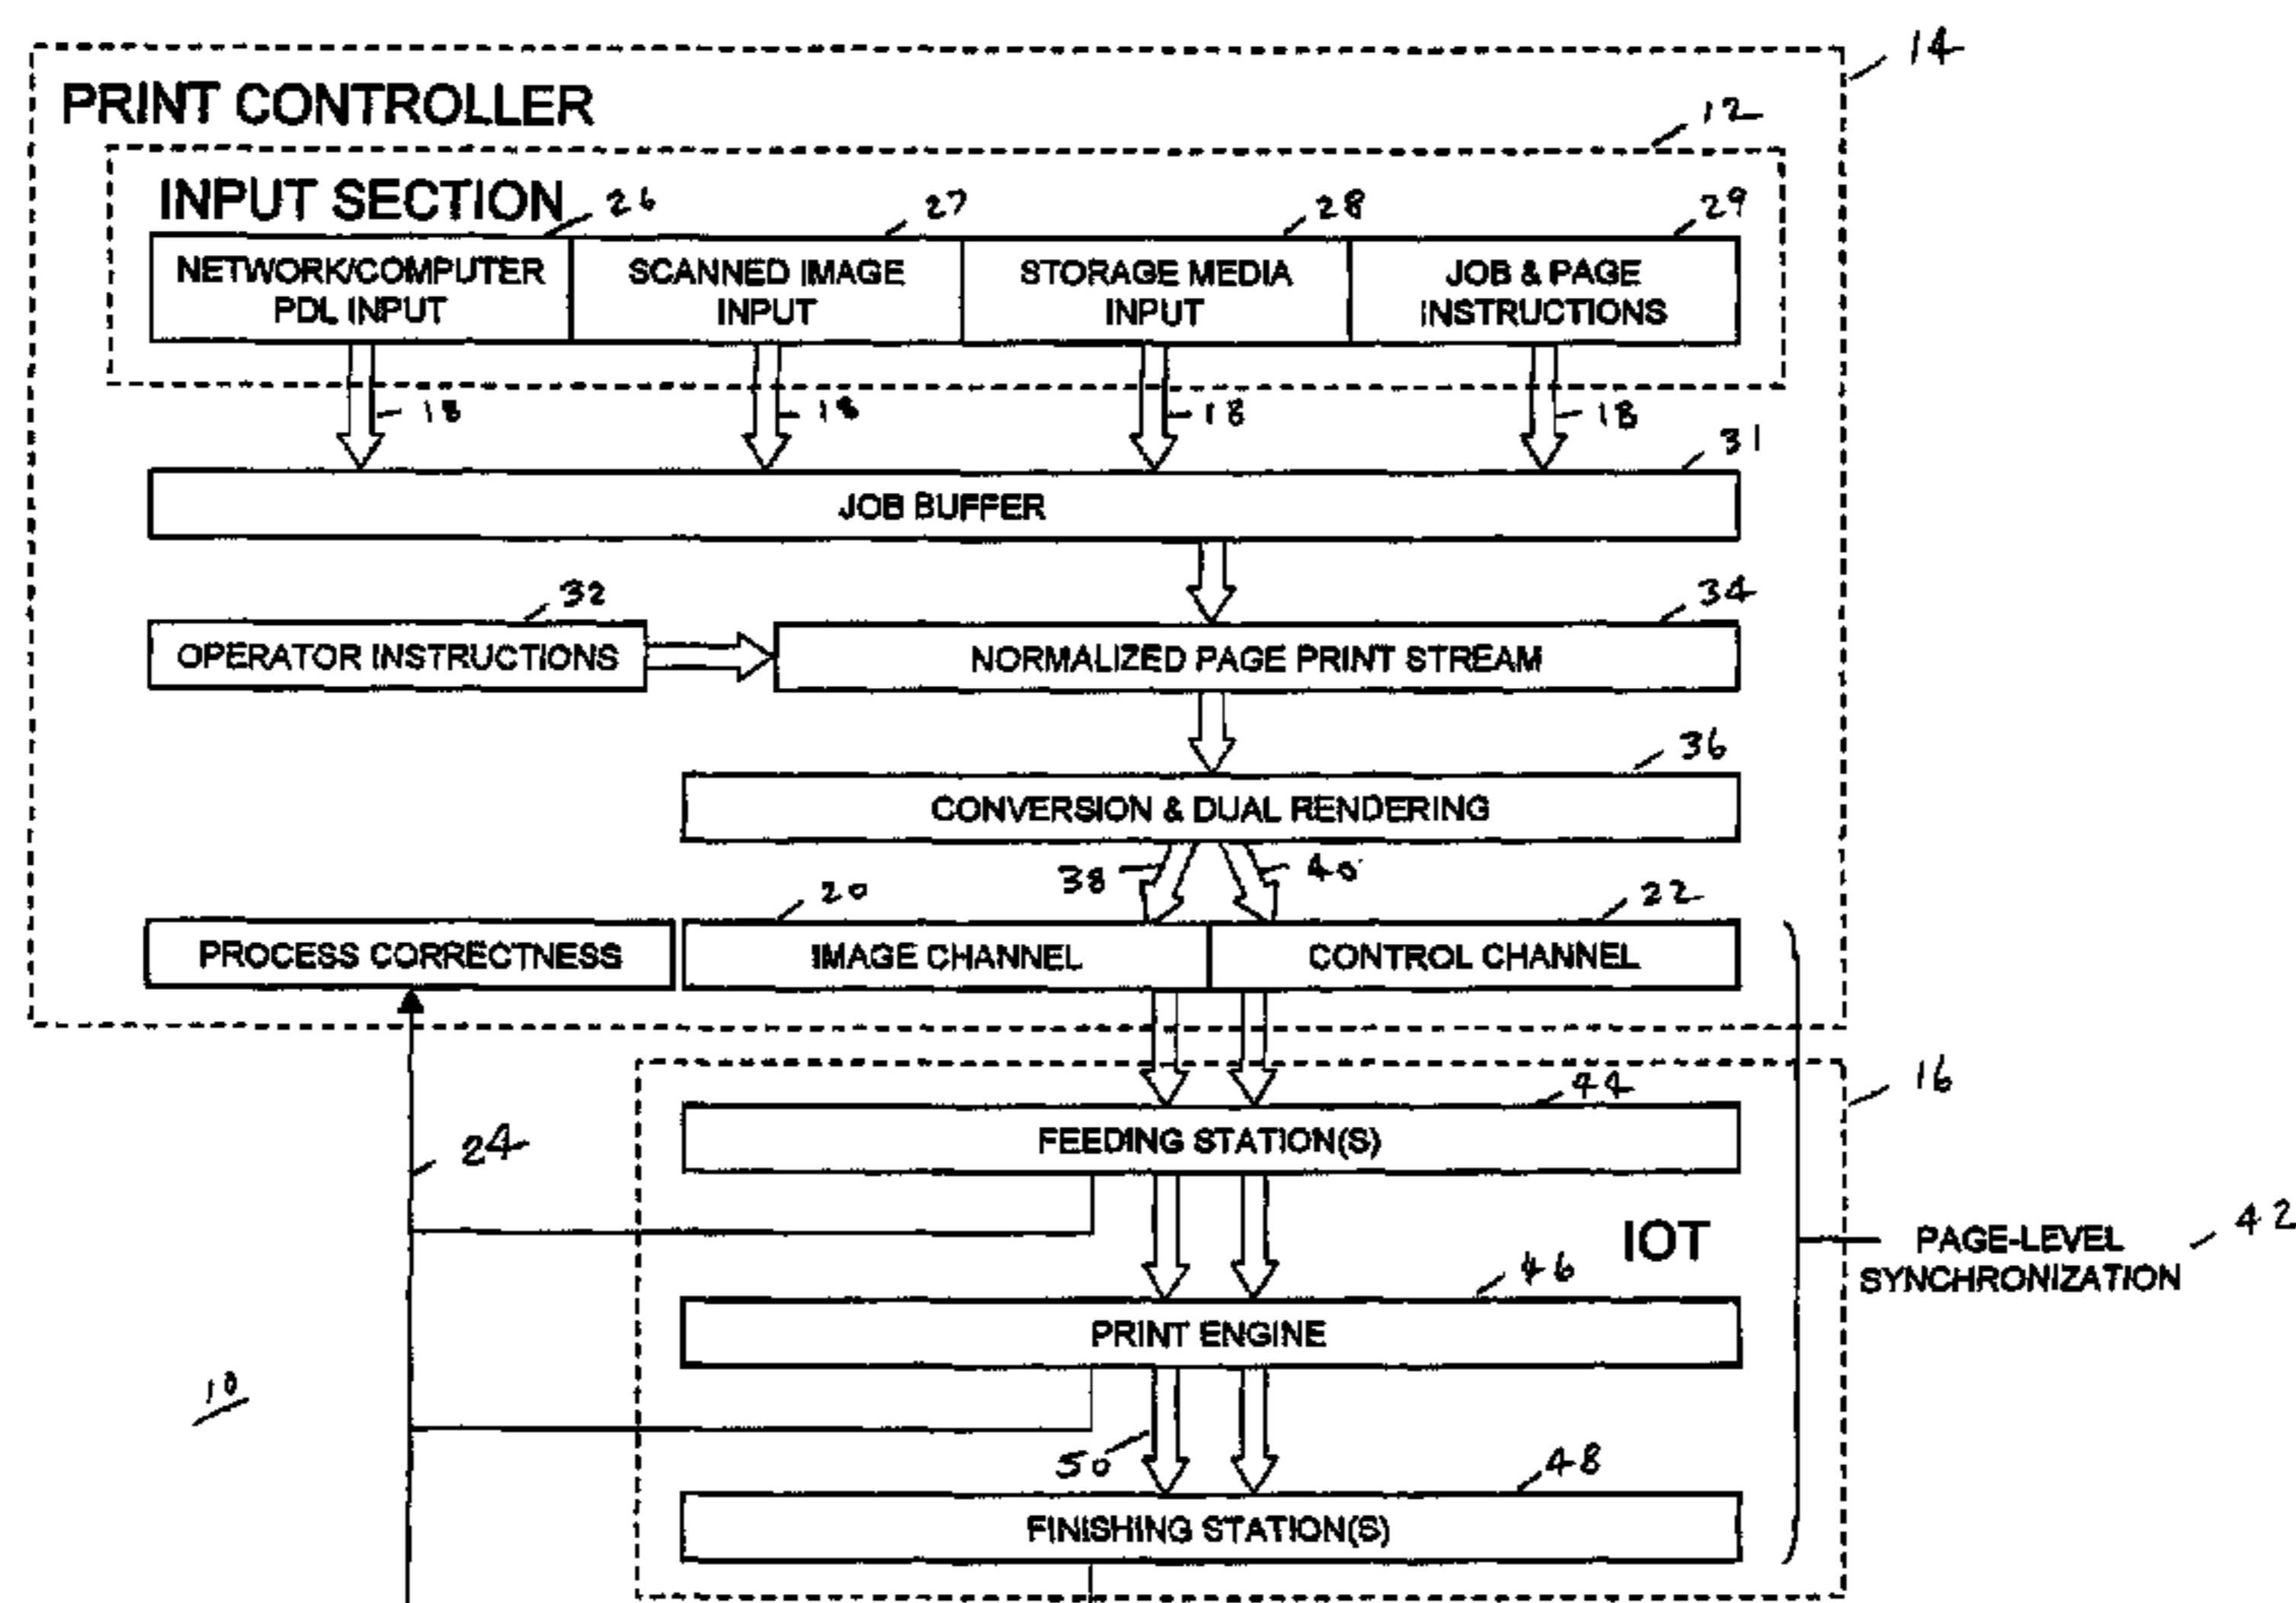 14
PRINT CONTROLLER
12
INPUT SECTION
26
27
28
29
NETWORK/COMPUTER
PDL INPUT
SCANNED IMAGE
INPUT
STORAGE MEDIA
INPUT
JOB & PAGE
INSTRUCTIONS
18
18
18
18
31
JOB BUFFER
32
34
OPERATOR INSTRUCTIONS
NORMALIZED PAGE PRINT STREAM
36
CONVERSION & DUAL RENDERING
38
40
20
22
PROCESS CORRECTNESS
IMAGE CHANNEL
CONTROL CHANNEL
16
44
24
FEEDING STATION(S)
IOT
42
PAGE-LEVEL
SYNCHRONIZATION
46
PRINT ENGINE
10
50
48
FINISHING STATION(S)